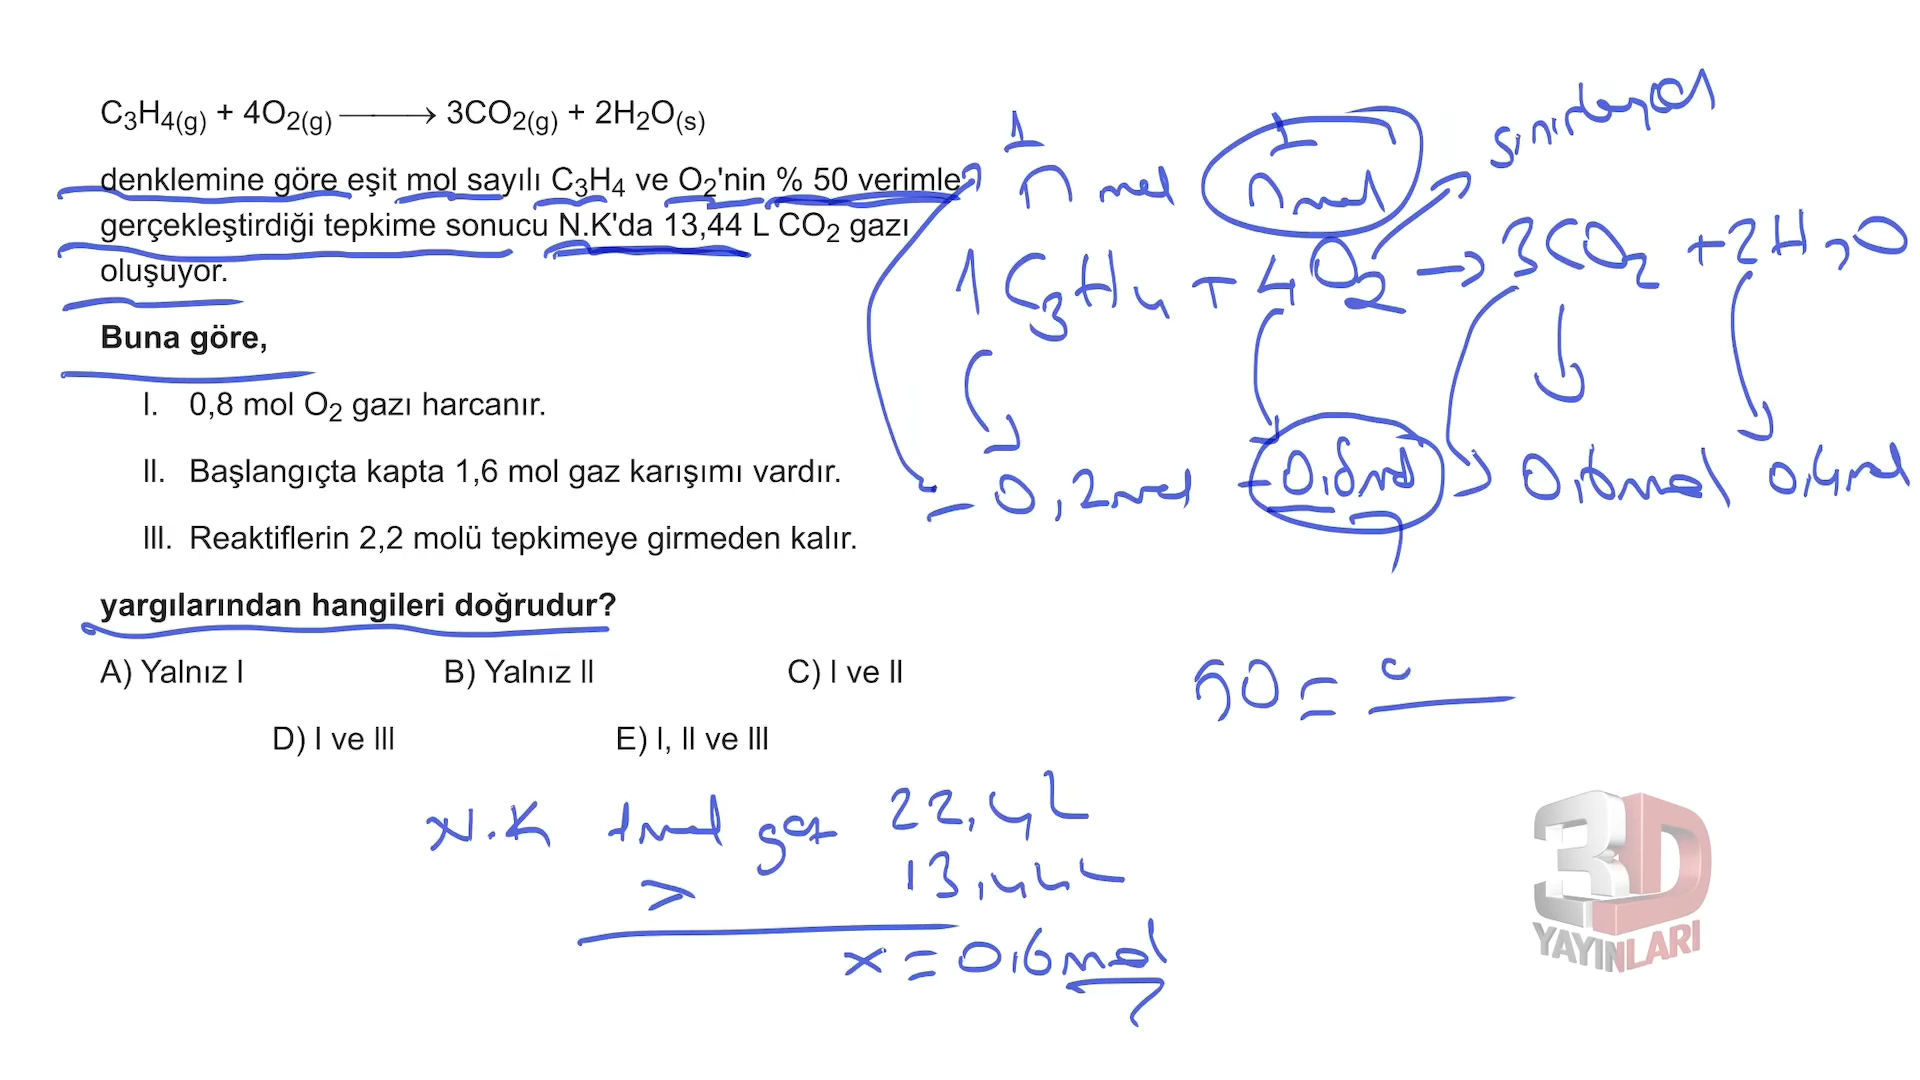 C₃H₄(g) + 4O₂(g) ⟶ 3CO₂(g) + 2H₂O(s)
denklemine göre eşit mol sayılı C₃H₄ ve O₂'nin % 50 verimle
gerçekleştirdiği tepkime sonucu N.K'da 13,44 L CO₂ gazı
oluşuyor.
Buna göre,
I. 0,8 mol O₂ gazı harcanır.
II. Başlangıçta kapta 1,6 mol gaz karışımı vardır.
III. Reaktiflerin 2,2 molü tepkimeye girmeden kalır.
yargılarından hangileri doğrudur?
A) Yalnız I B) Yalnız II C) I ve II
D) I ve III E) I, II ve III
1 1
n mol n mol sınırlayıcı
1 C₃H₄ + 4O₂ → 3CO₂ + 2H₂O
- 0,2mol - 0,8mol 0,6mol 0,4mol
50 =
N.K 1mol gaz 22,4L
13,44L
x = 0,6mol
3D
YAYINLARI